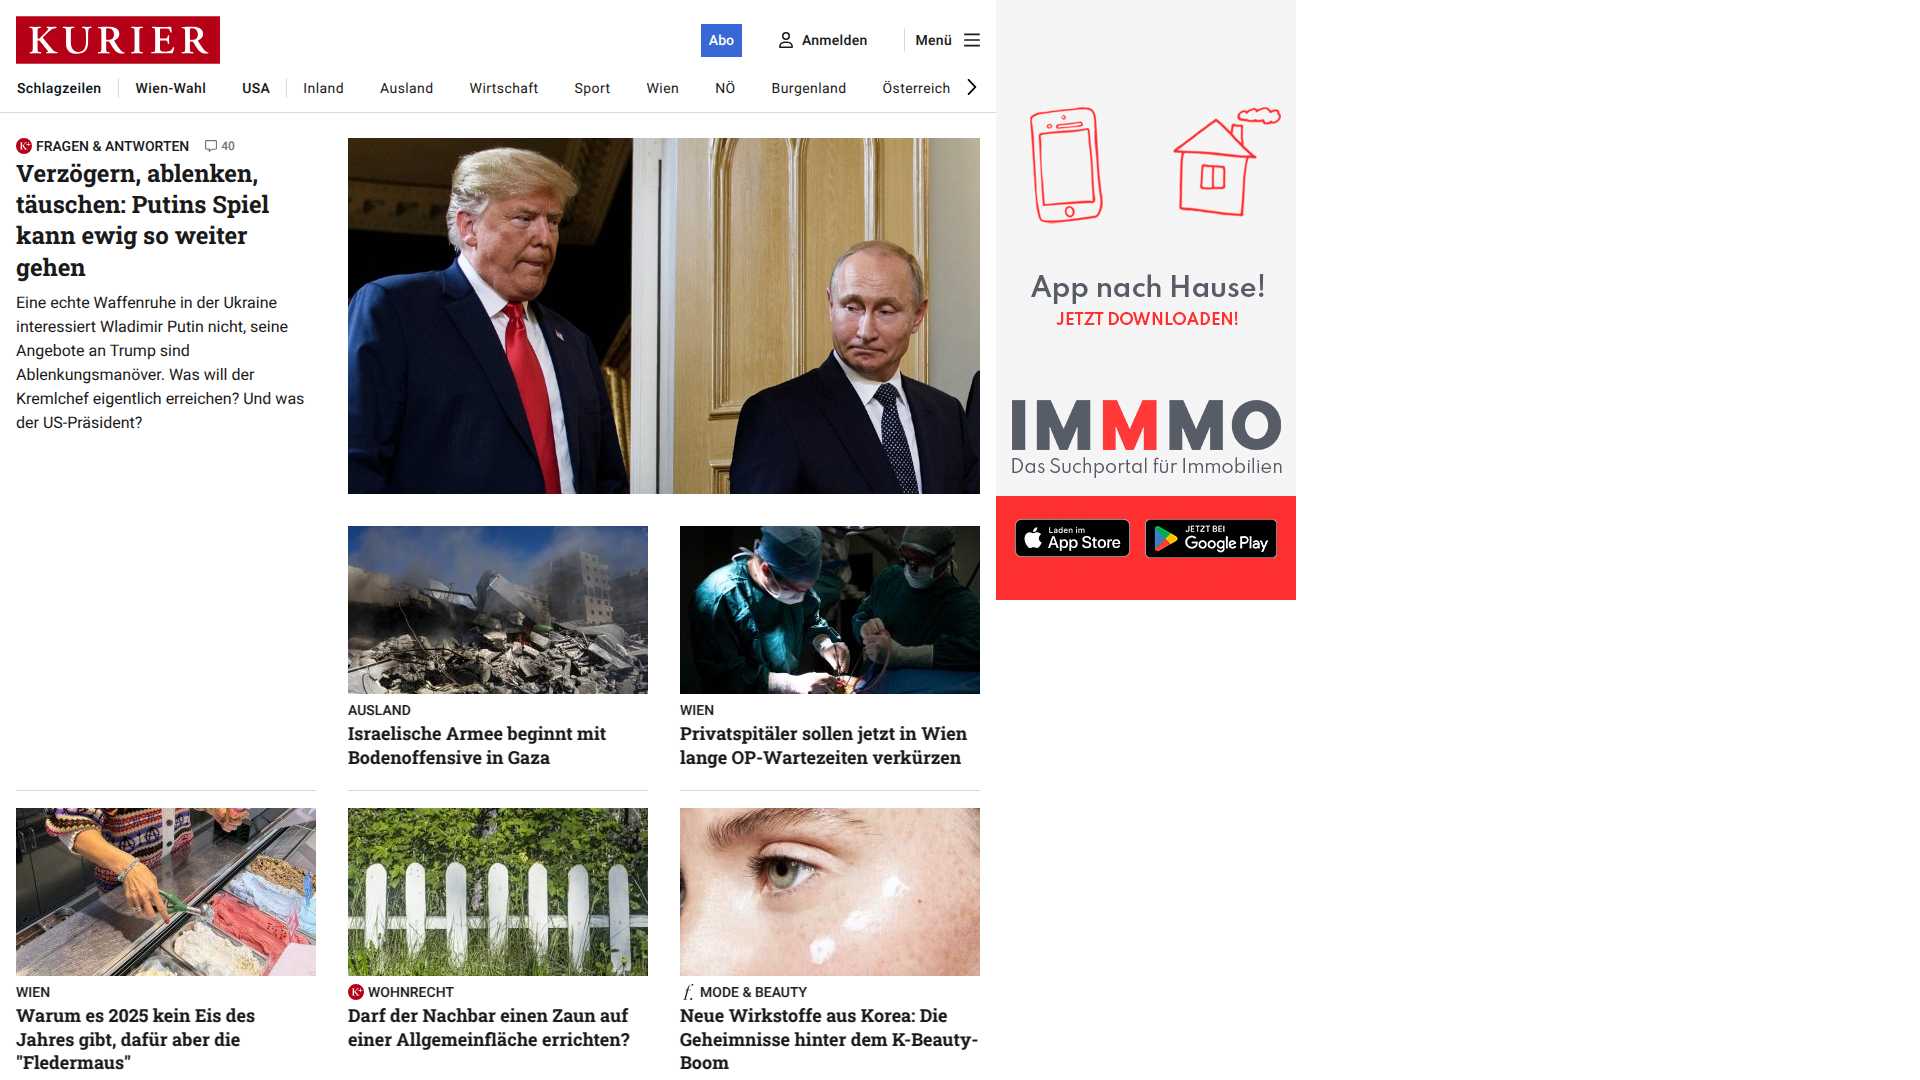 KURIER
Abo
Anmelden
Menü
Schlagzeilen
Wien-Wahl
USA
Inland
Ausland
Wirtschaft
Sport
Wien
NÖ
Burgenland
Österreich
K+ FRAGEN & ANTWORTEN 40
Verzögern, ablenken,
täuschen: Putins Spiel
kann ewig so weiter
gehen
Eine echte Waffenruhe in der Ukraine
interessiert Wladimir Putin nicht, seine
Angebote an Trump sind
Ablenkungsmanöver. Was will der
Kremlchef eigentlich erreichen? Und was
der US-Präsident?
AUSLAND
Israelische Armee beginnt mit
Bodenoffensive in Gaza
WIEN
Privatspitäler sollen jetzt in Wien
lange OP-Wartezeiten verkürzen
WIEN
Warum es 2025 kein Eis des
Jahres gibt, dafür aber die
"Fledermaus"
K+ WOHNRECHT
Darf der Nachbar einen Zaun auf
einer Allgemeinfläche errichten?
f. MODE & BEAUTY
Neue Wirkstoffe aus Korea: Die
Geheimnisse hinter dem K-Beauty-
Boom
App nach Hause!
JETZT DOWNLOADEN!
IMMMO
Das Suchportal für Immobilien
Laden im
App Store
JETZT BEI
Google Play